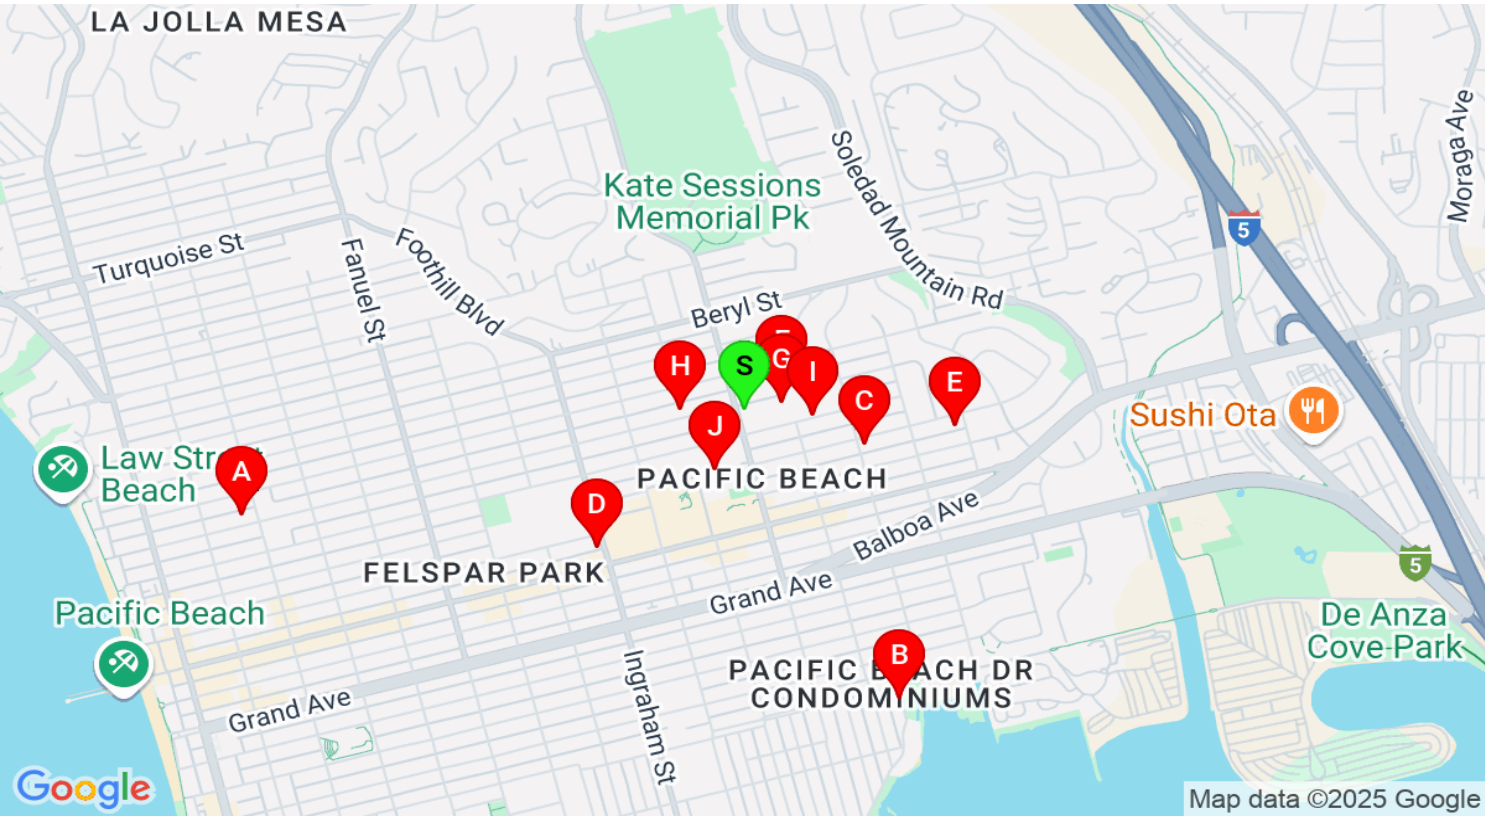 LA JOLLA MESA
Moraga Ave
Soledad Mountain Rd
Kate Sessions
Memorial Pk
5
Turquoise St
Fanuel St
Foothill Blvd
Beryl St
G
H
S
I
E
C
Sushi Ota
J
Law
Beach
A
PACIFIC BEACH
D
Balboa Ave
5
FELSPAR PARK
Grand Ave
Pacific Beach
De Anza
Cove Park
B
PACIFIC BEACH DR
CONDOMINIUMS
Ingraham St
Grand Ave
Google
Map data ©2025 Google